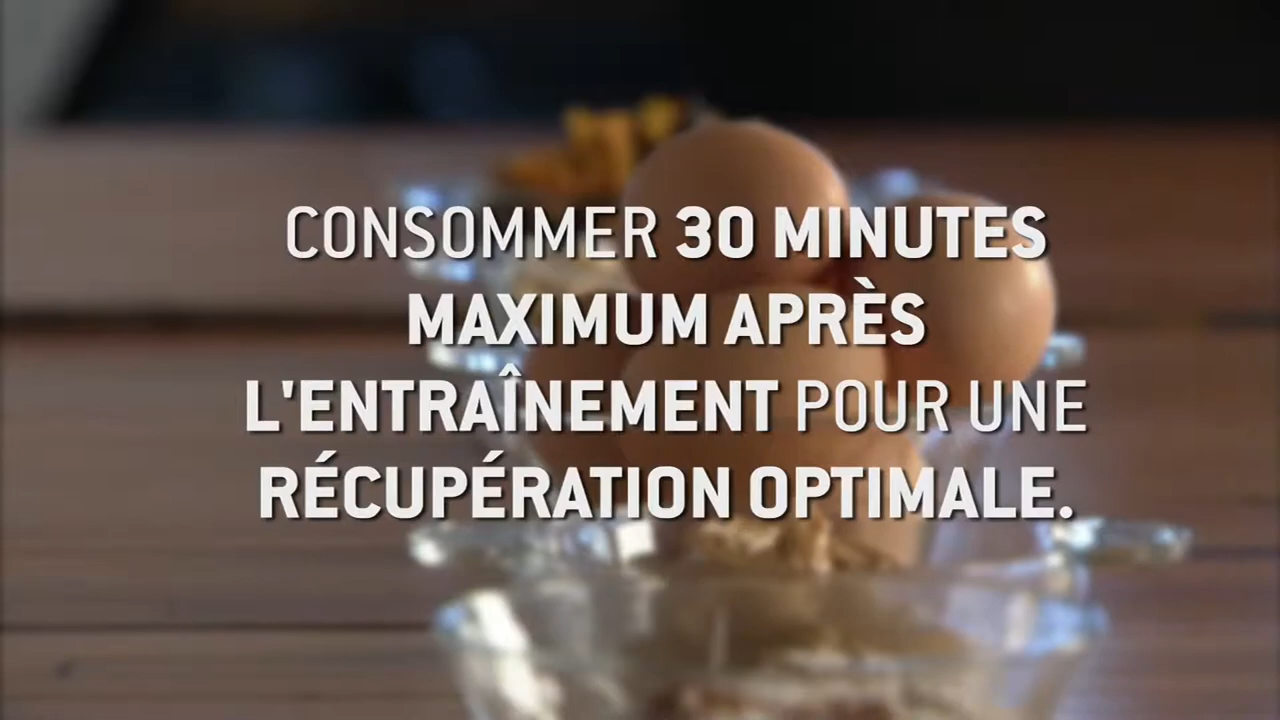 CONSOMMER 30 MINUTES
MAXIMUM APRÈS
L'ENTRAÎNEMENT POUR UNE
RÉCUPÉRATION OPTIMALE.